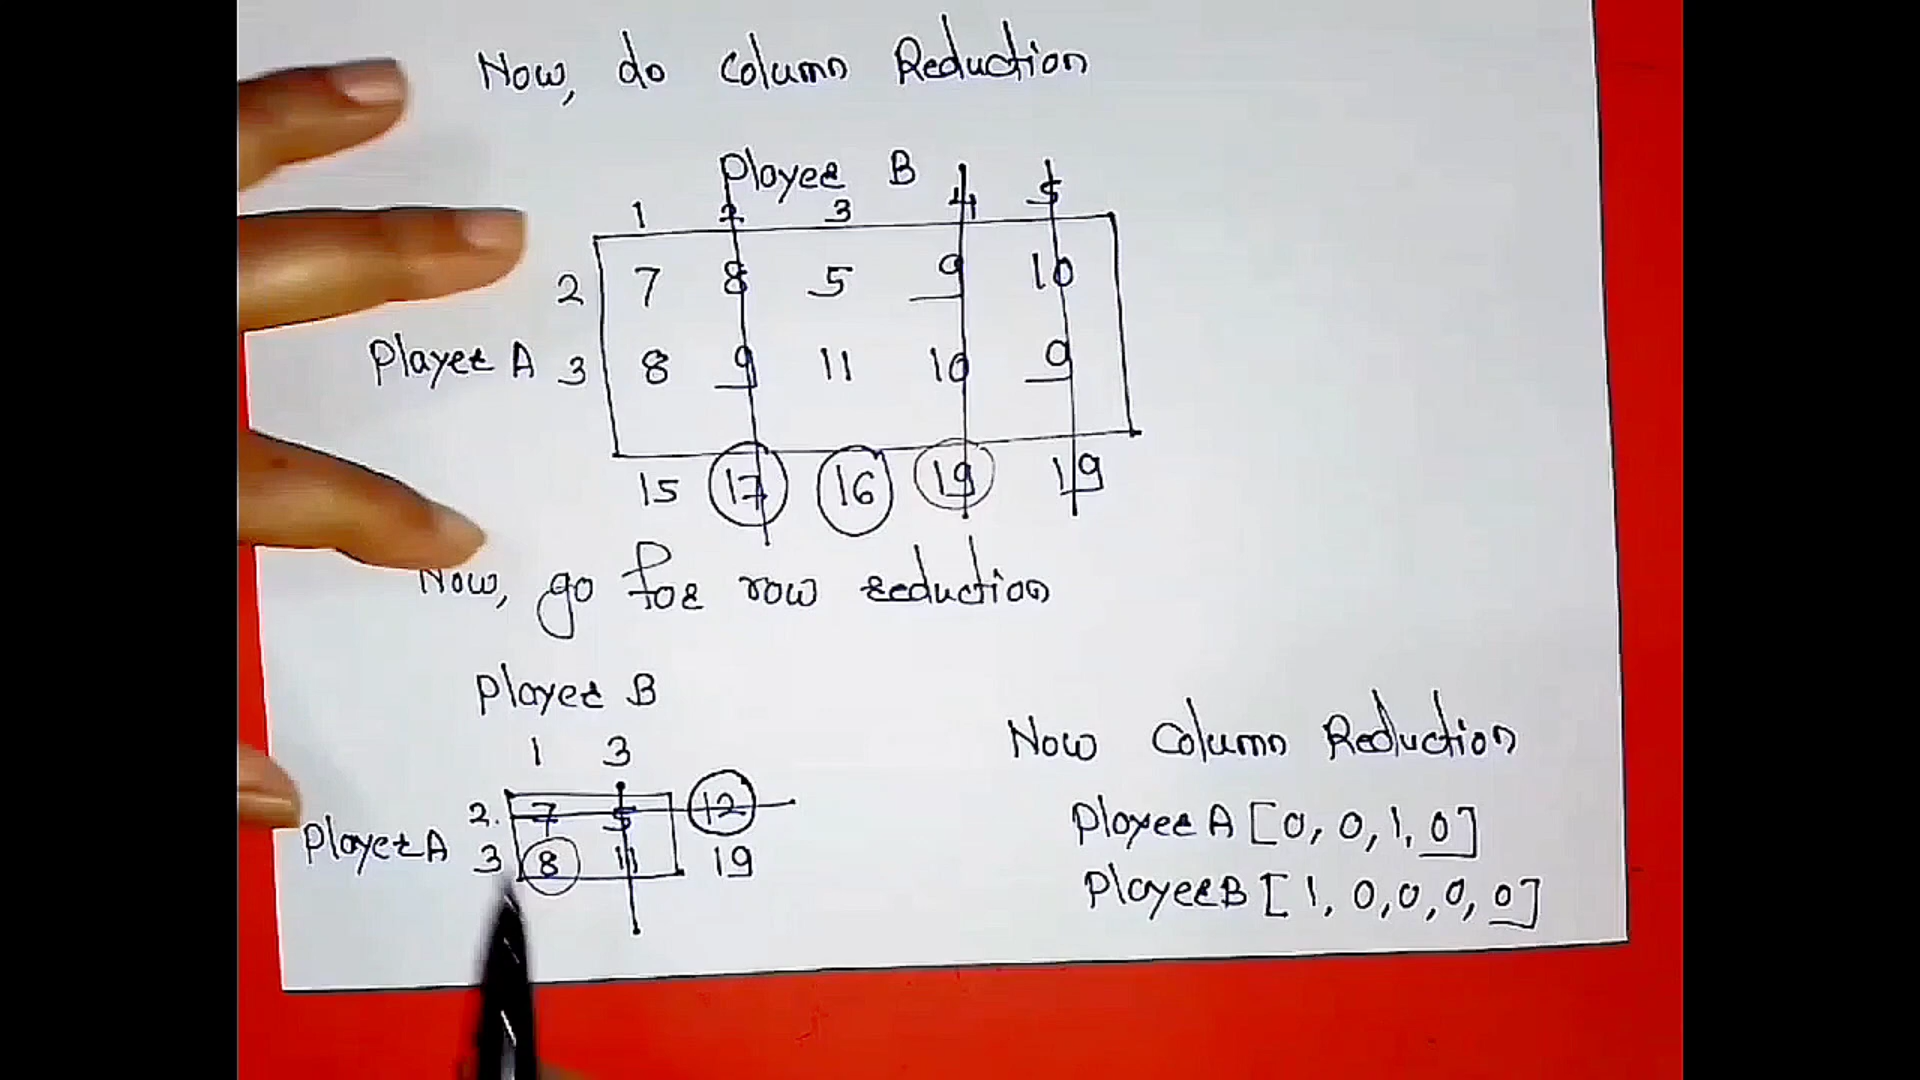 Now, do Column Reduction
Player B
1 2 3 4 5
2 7 8 5 9 10
Player A 3 8 9 11 10 9
15 17 16 19 19
Now, go for row reduction
Player B
1 3
2. 7 5 12
Player A 3 8 11 19
Now Column Reduction
Player A [0, 0, 1, 0]
Player B [1, 0, 0, 0, 0]